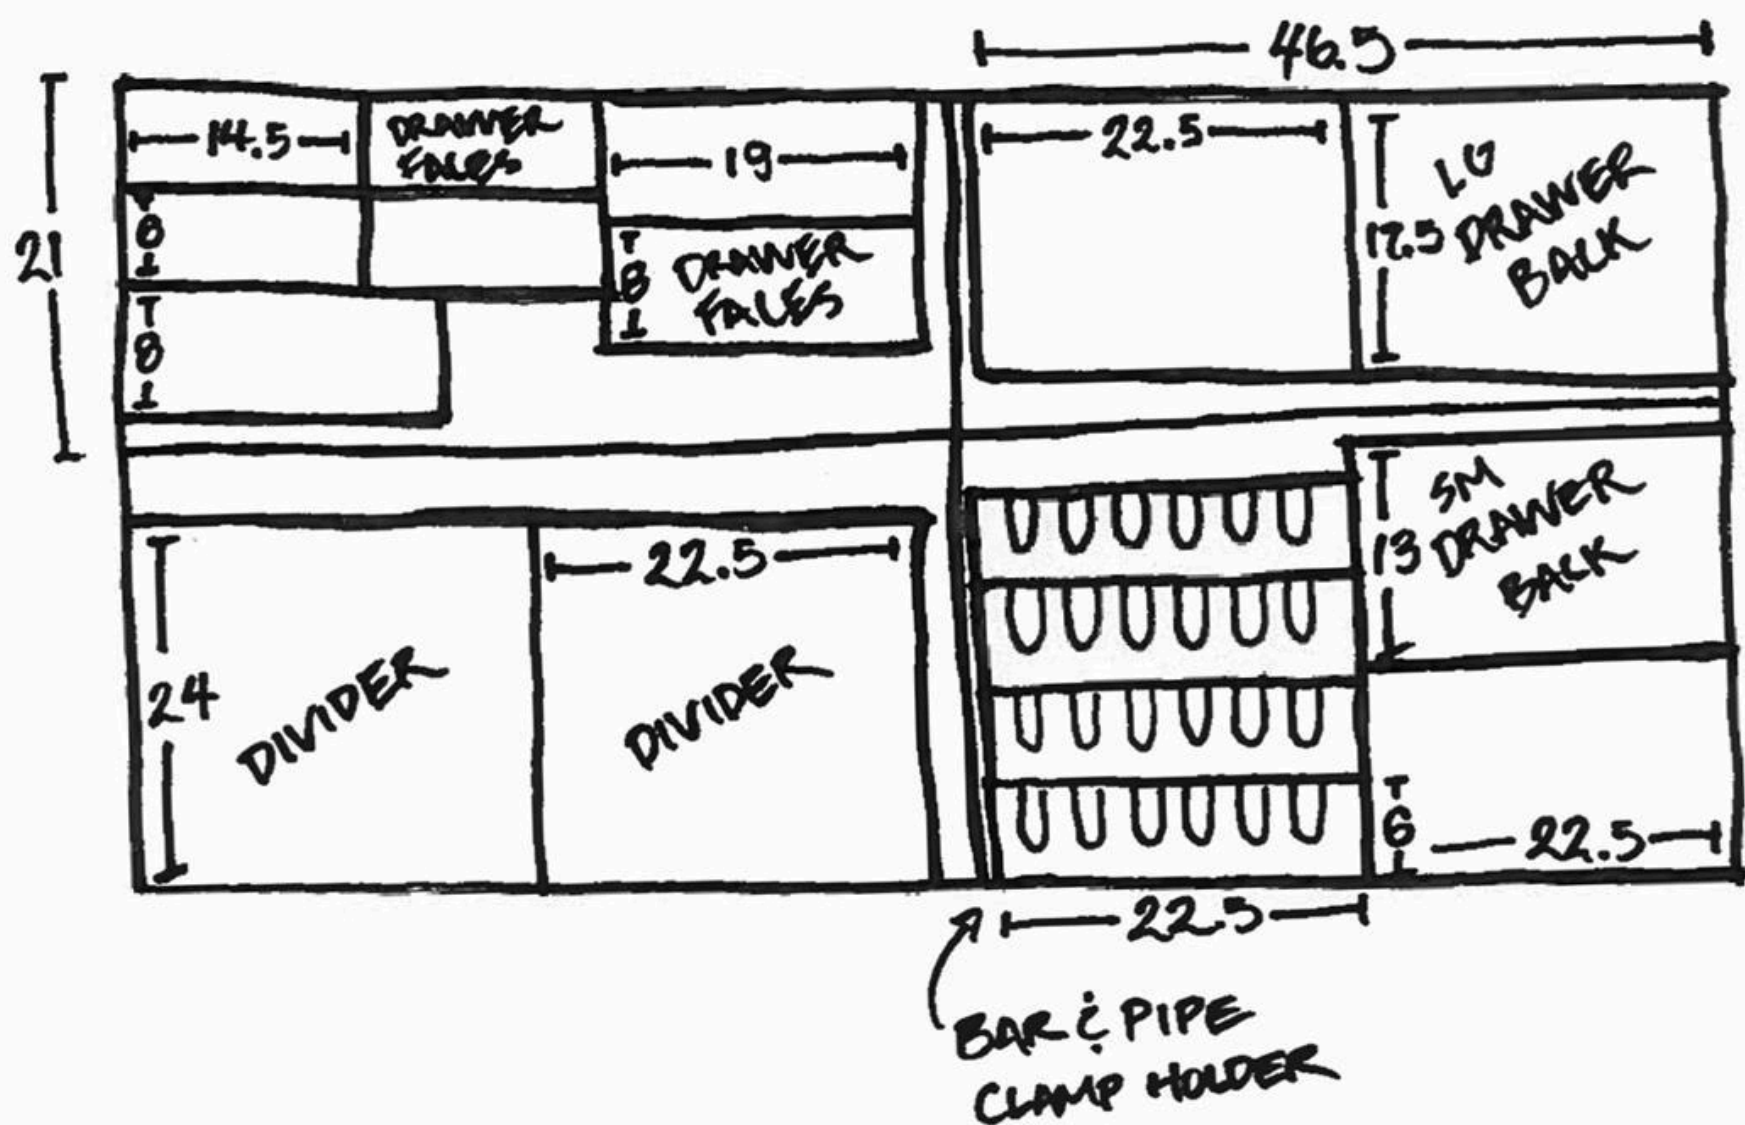 46.5
21
14.5
DRAWER
FACES
19
22.5
17.5
LG
DRAWER
BACK
8
8
8
DRAWER
FACES
SM
DRAWER
BACK
13
22.5
24
DIVIDER
DIVIDER
6
22.5
22.5
BAR & PIPE
CLAMP HOLDER